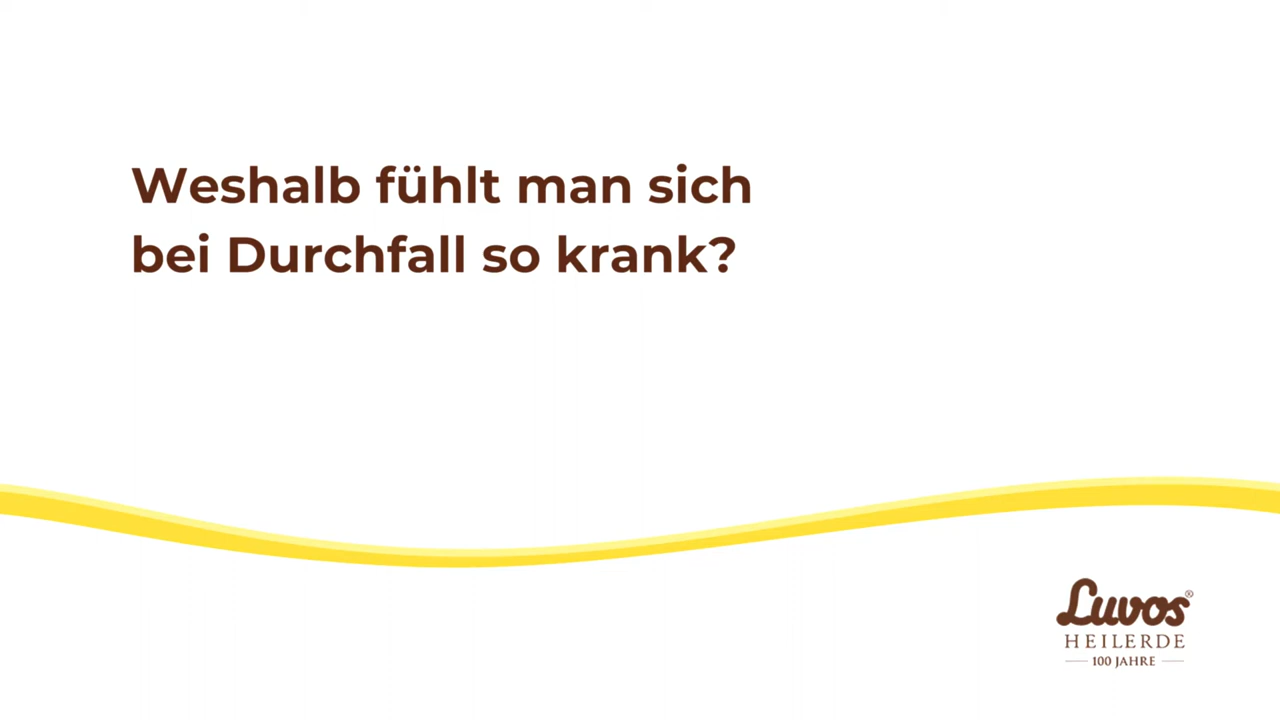 Weshalb fühlt man sich
bei Durchfall so krank?
Luvos®
HEILERDE
100 JAHRE